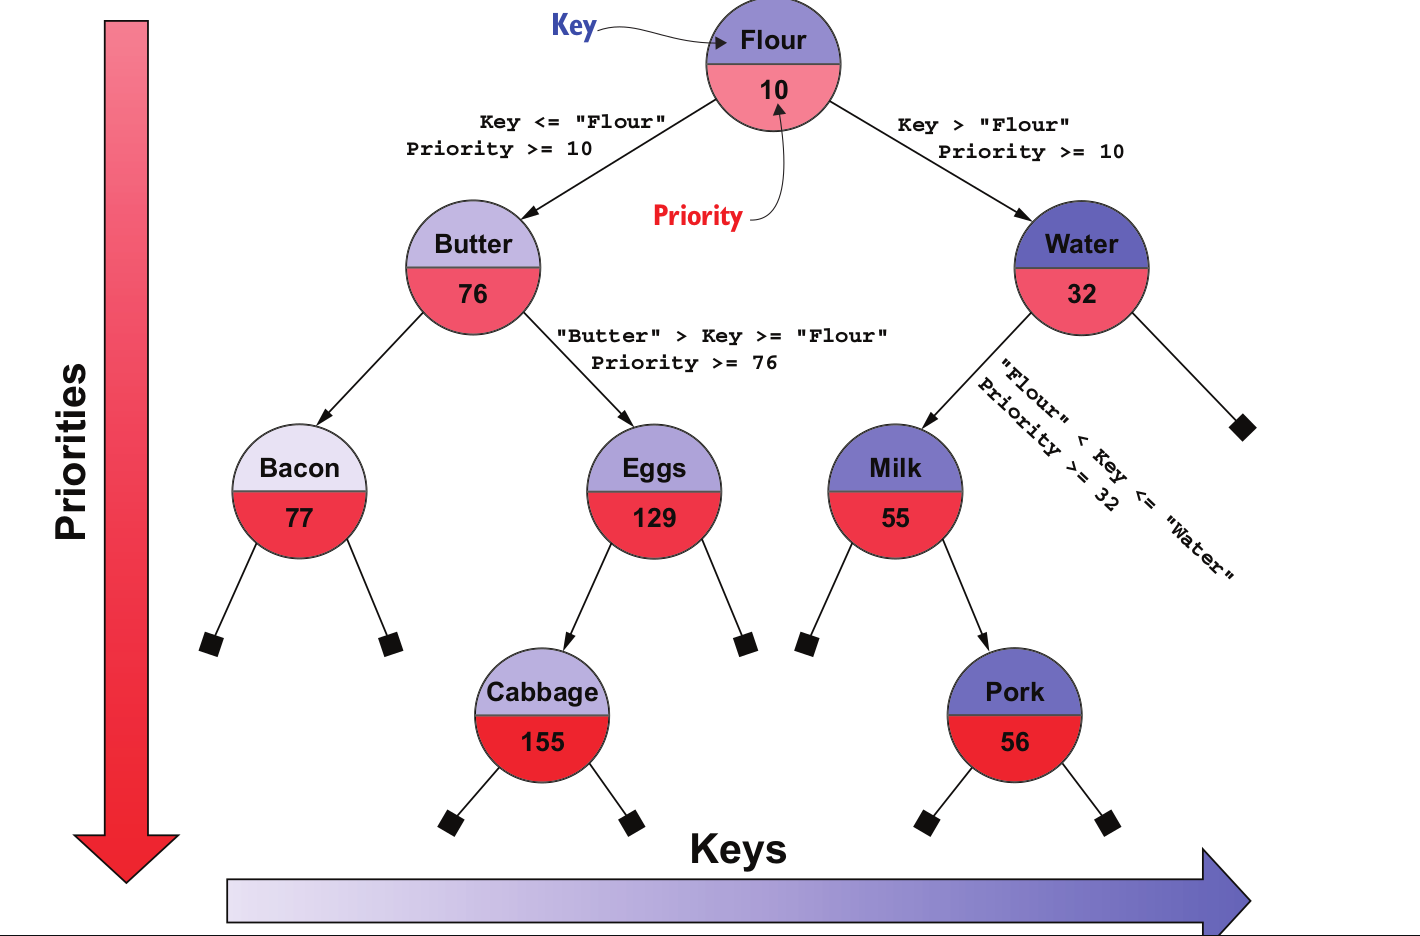 Key
Flour
10
Key <= "Flour"
Priority >= 10
Key > "Flour"
Priority >= 10
Priority
Butter
76
Water
32
"Butter" > Key >= "Flour"
Priority >= 76
"Flour" < Key <= "Water"
Priority >= 32
Priorities
Bacon
77
Eggs
129
Milk
55
Cabbage
155
Pork
56
Keys